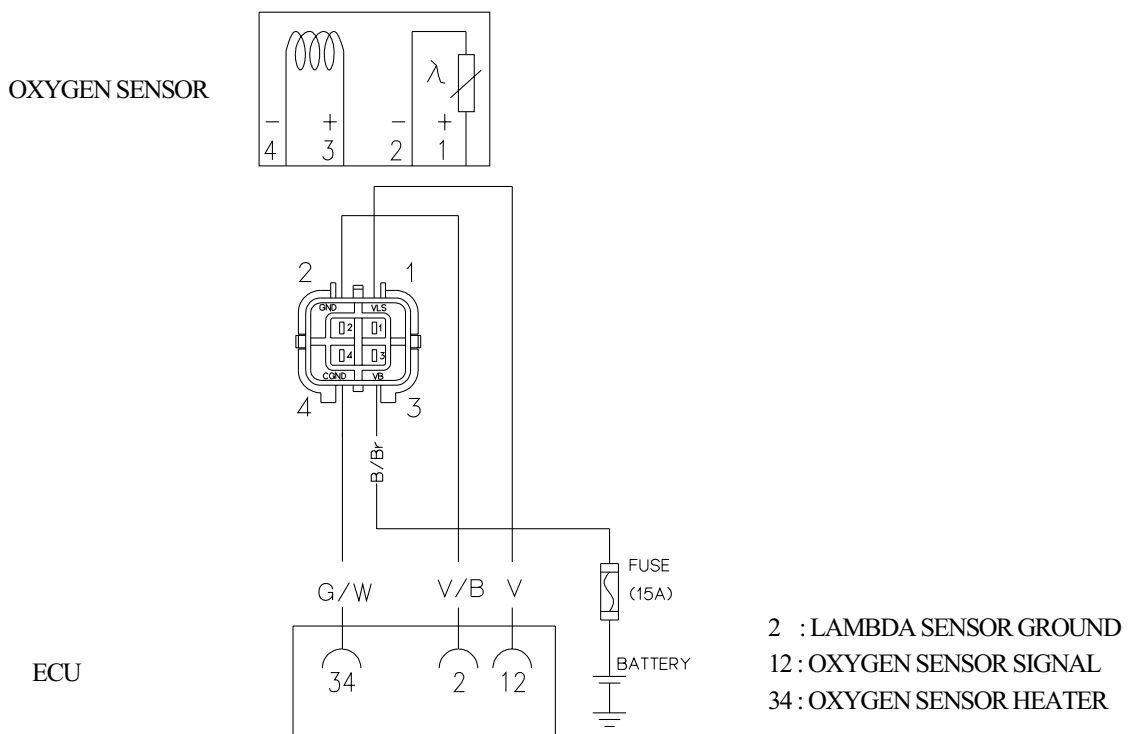 OXYGEN SENSOR
λ
− + − +
4 3 2 1
2 1
GND VLS
2 1
4 3
CGND VB
4 3
B/Br
G/W V/B V
FUSE
(15A)
BATTERY
ECU
34 2 12
2 : LAMBDA SENSOR GROUND
12 : OXYGEN SENSOR SIGNAL
34 : OXYGEN SENSOR HEATER